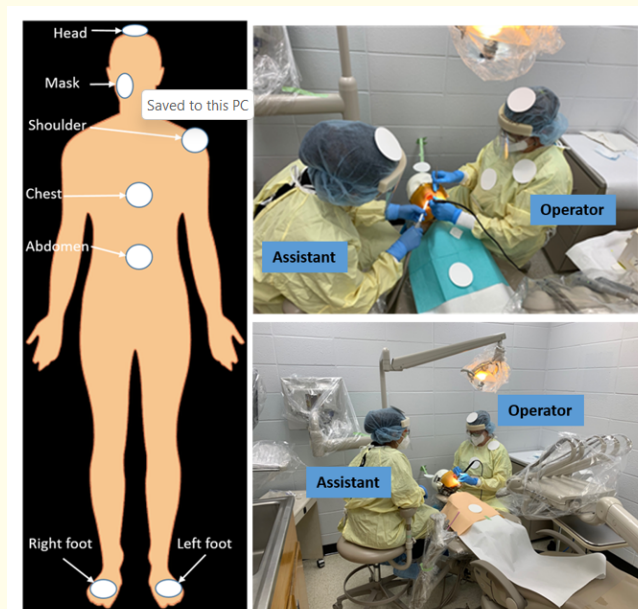 Head
Mask
Saved to this PC
Shoulder
Chest
Abdomen
Right foot
Left foot
Operator
Assistant
Operator
Assistant